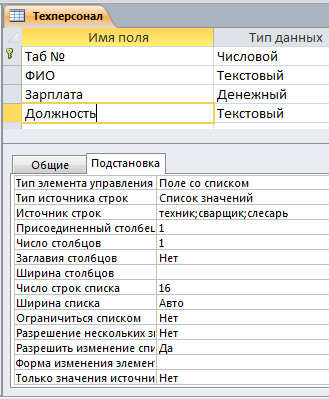 Техперсонал
Имя поля Тип данных
Таб № Числовой
ФИО Текстовый
Зарплата Денежный
Должность Текстовый
Общие Подстановка
Тип элемента управления Поле со списком
Тип источника строк Список значений
Источник строк техник;сварщик;слесарь
Присоединенный столбец 1
Число столбцов 1
Заглавия столбцов Нет
Ширина столбцов
Число строк списка 16
Ширина списка Авто
Ограничиться списком Нет
Разрешение нескольких зн Нет
Разрешить изменение спи Да
Форма изменения элемент
Только значения источни Нет